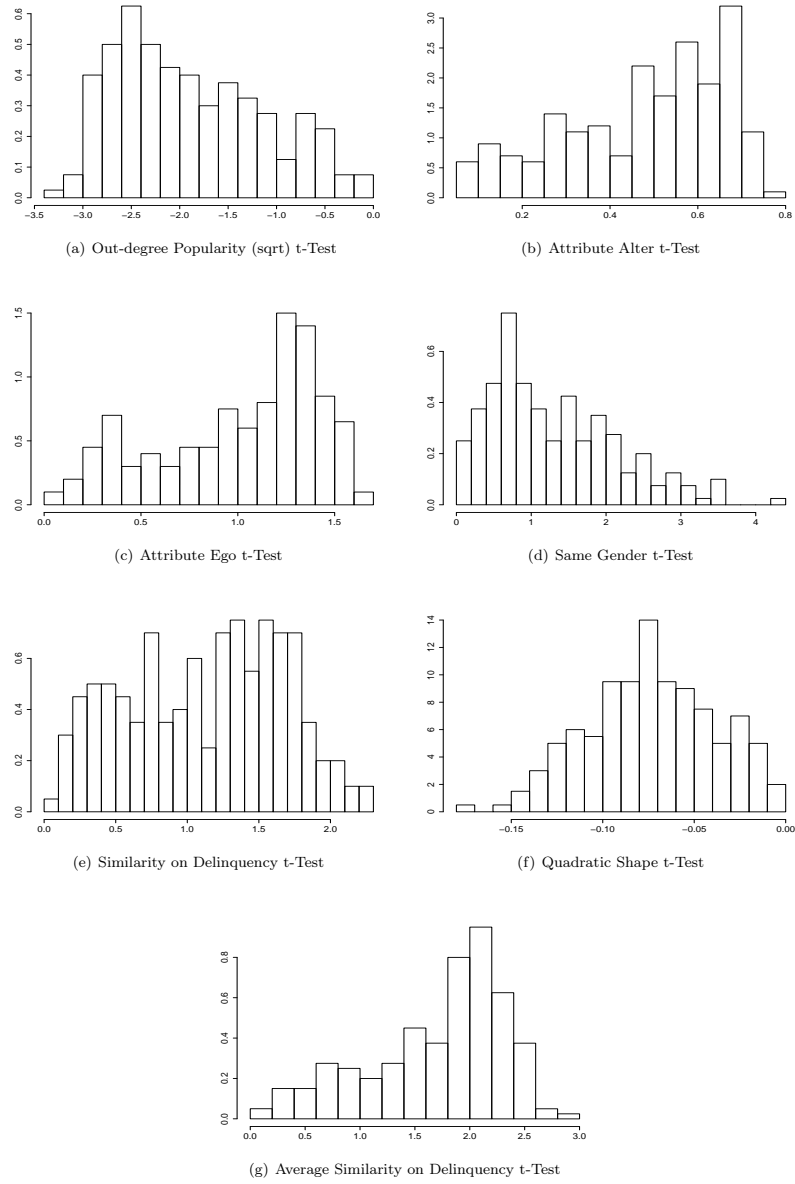 0.0 0.1 0.2 0.3 0.4 0.5 0.6
−3.5 −3.0 −2.5 −2.0 −1.5 −1.0 −0.5 0.0
(a) Out-degree Popularity (sqrt) t-Test
0.0 0.5 1.0 1.5 2.0 2.5 3.0
0.2 0.4 0.6 0.8
(b) Attribute Alter t-Test
0.0 0.5 1.0 1.5
0.0 0.5 1.0 1.5
(c) Attribute Ego t-Test
0.0 0.2 0.4 0.6
0 1 2 3 4
(d) Same Gender t-Test
0.0 0.2 0.4 0.6
0.0 0.5 1.0 1.5 2.0
(e) Similarity on Delinquency t-Test
0 2 4 6 8 10 12 14
−0.15 −0.10 −0.05 0.00
(f) Quadratic Shape t-Test
0.0 0.2 0.4 0.6 0.8
0.0 0.5 1.0 1.5 2.0 2.5 3.0
(g) Average Similarity on Delinquency t-Test